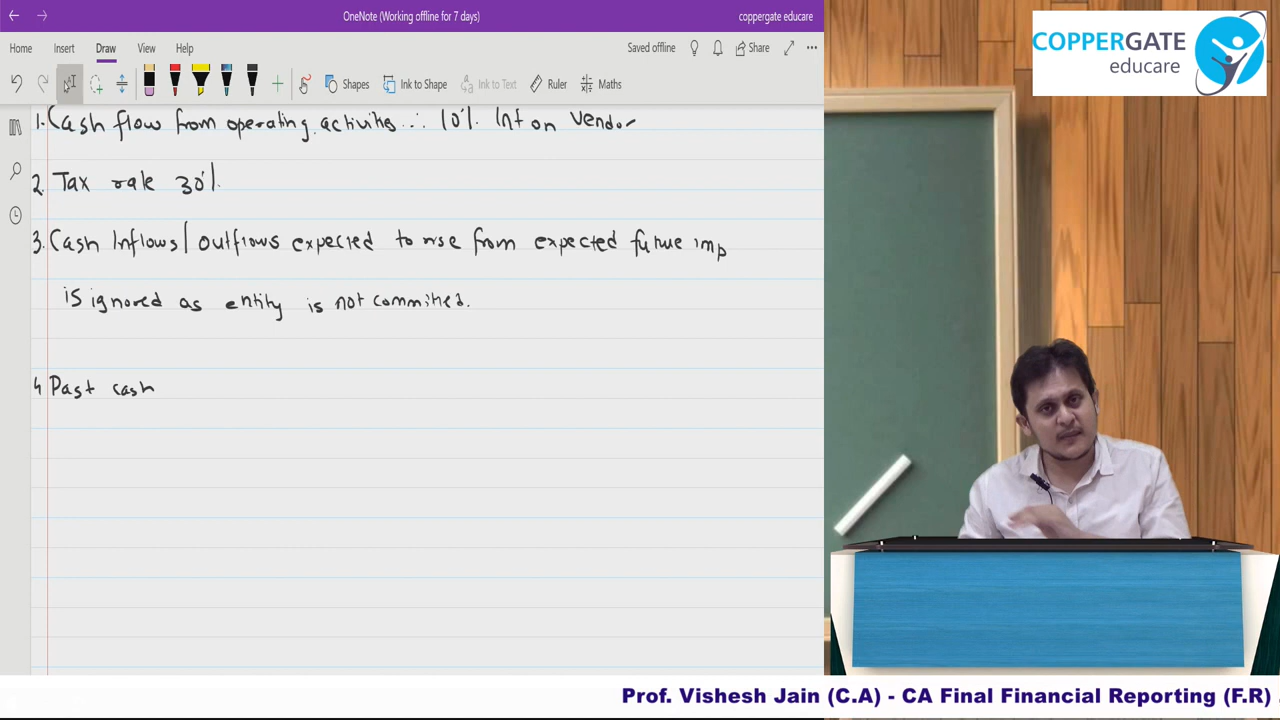 OneNote (Working offline for 7 days)
coppergate educare
Home Insert Draw View Help
Saved offline Share
Shapes Ink to Shape Ink to Text Ruler Maths
COPPERGATE
educare
1. Cash flow from operating activities ∴ 10%. Int on Vendor
2. Tax rate 30%.
3. Cash Inflows/ outflows expected to rise from expected future imp
is ignored as entity is not committed.
4 Past cash
Prof. Vishesh Jain (C.A) - CA Final Financial Reporting (F.R) .